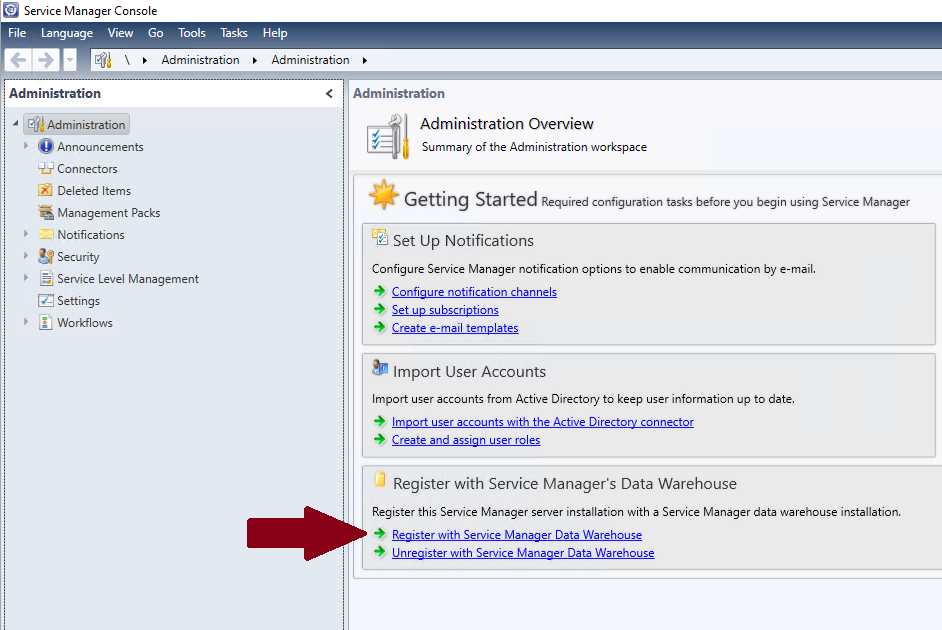 Service Manager Console
File Language View Go Tools Tasks Help
\ Administration Administration
Administration
Administration
Announcements
Connectors
Deleted Items
Management Packs
Notifications
Security
Service Level Management
Settings
Workflows
Administration
Administration Overview
Summary of the Administration workspace
Getting Started Required configuration tasks before you begin using Service Manager
Set Up Notifications
Configure Service Manager notification options to enable communication by e-mail.
Configure notification channels
Set up subscriptions
Create e-mail templates
Import User Accounts
Import user accounts from Active Directory to keep user information up to date.
Import user accounts with the Active Directory connector
Create and assign user roles
Register with Service Manager's Data Warehouse
Register this Service Manager server installation with a Service Manager data warehouse installation.
Register with Service Manager Data Warehouse
Unregister with Service Manager Data Warehouse